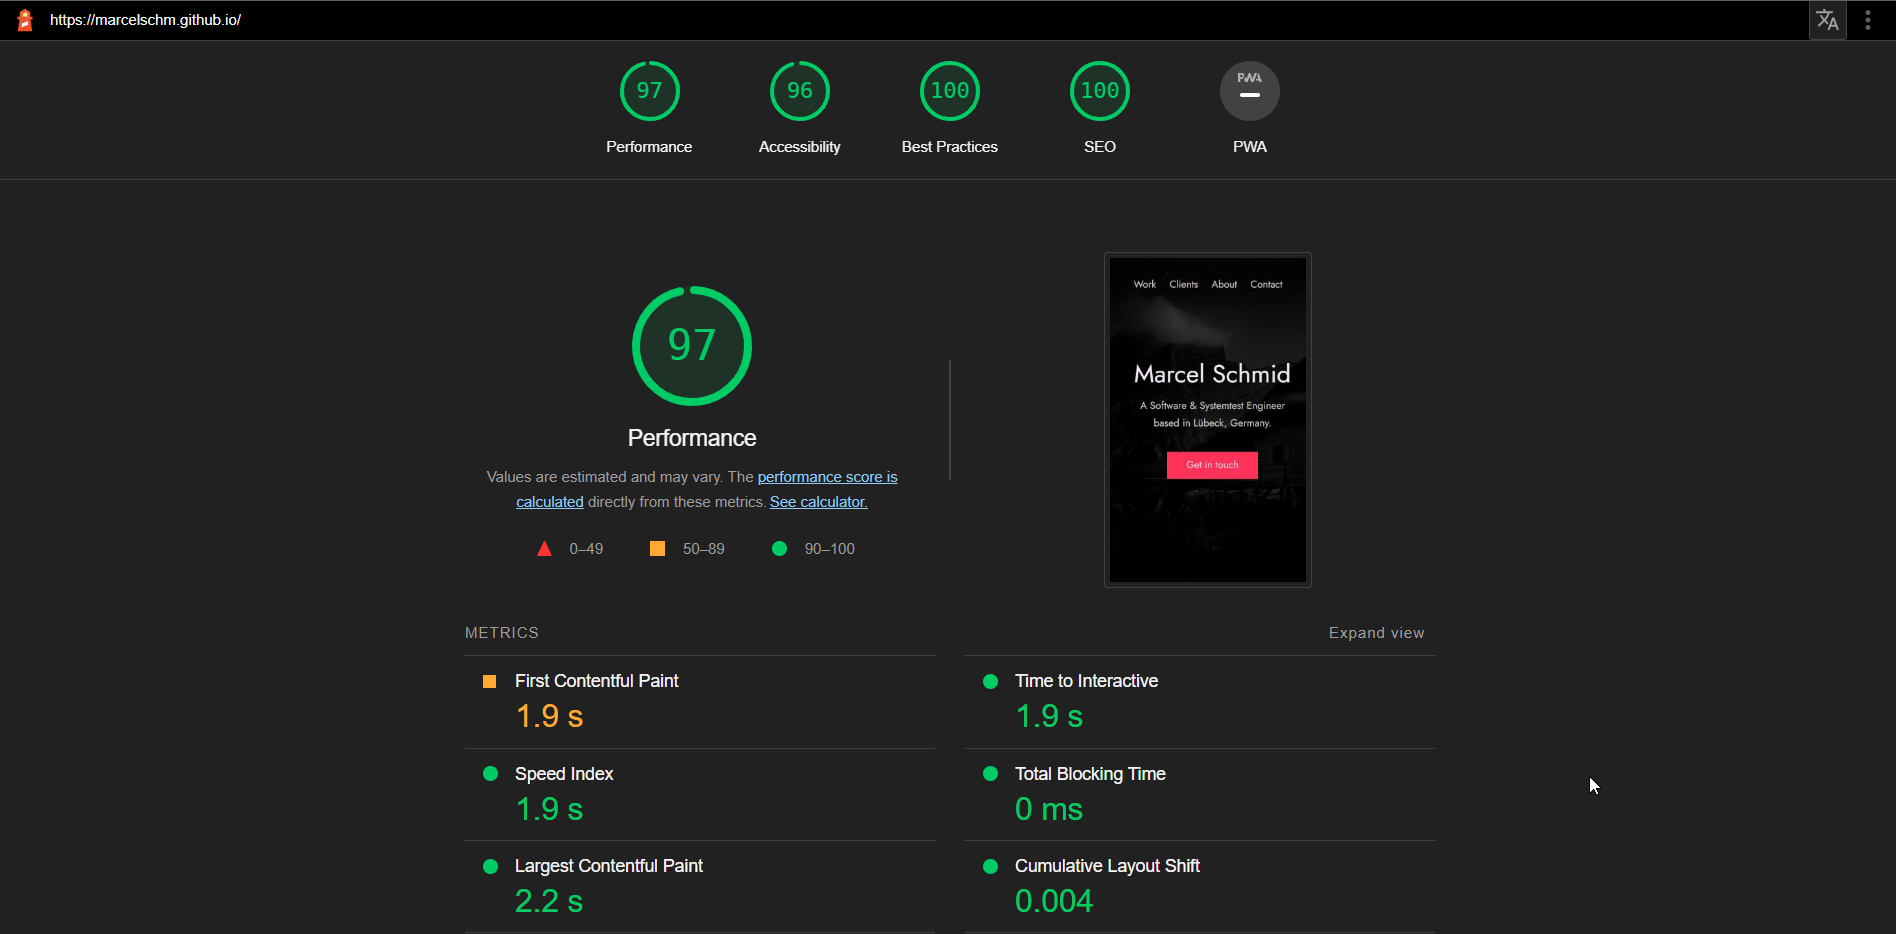 https://marcelschm.github.io/
97
96
100
100
PWA
Performance
Accessibility
Best Practices
SEO
PWA
97
Performance
Values are estimated and may vary. The performance score is
calculated directly from these metrics. See calculator.
0–49
50–89
90–100
Work Clients About Contact
Marcel Schmid
A Software & Systemtest Engineer
based in Lübeck, Germany.
Get in touch
METRICS
Expand view
First Contentful Paint
1.9 s
Time to Interactive
1.9 s
Speed Index
1.9 s
Total Blocking Time
0 ms
Largest Contentful Paint
2.2 s
Cumulative Layout Shift
0.004